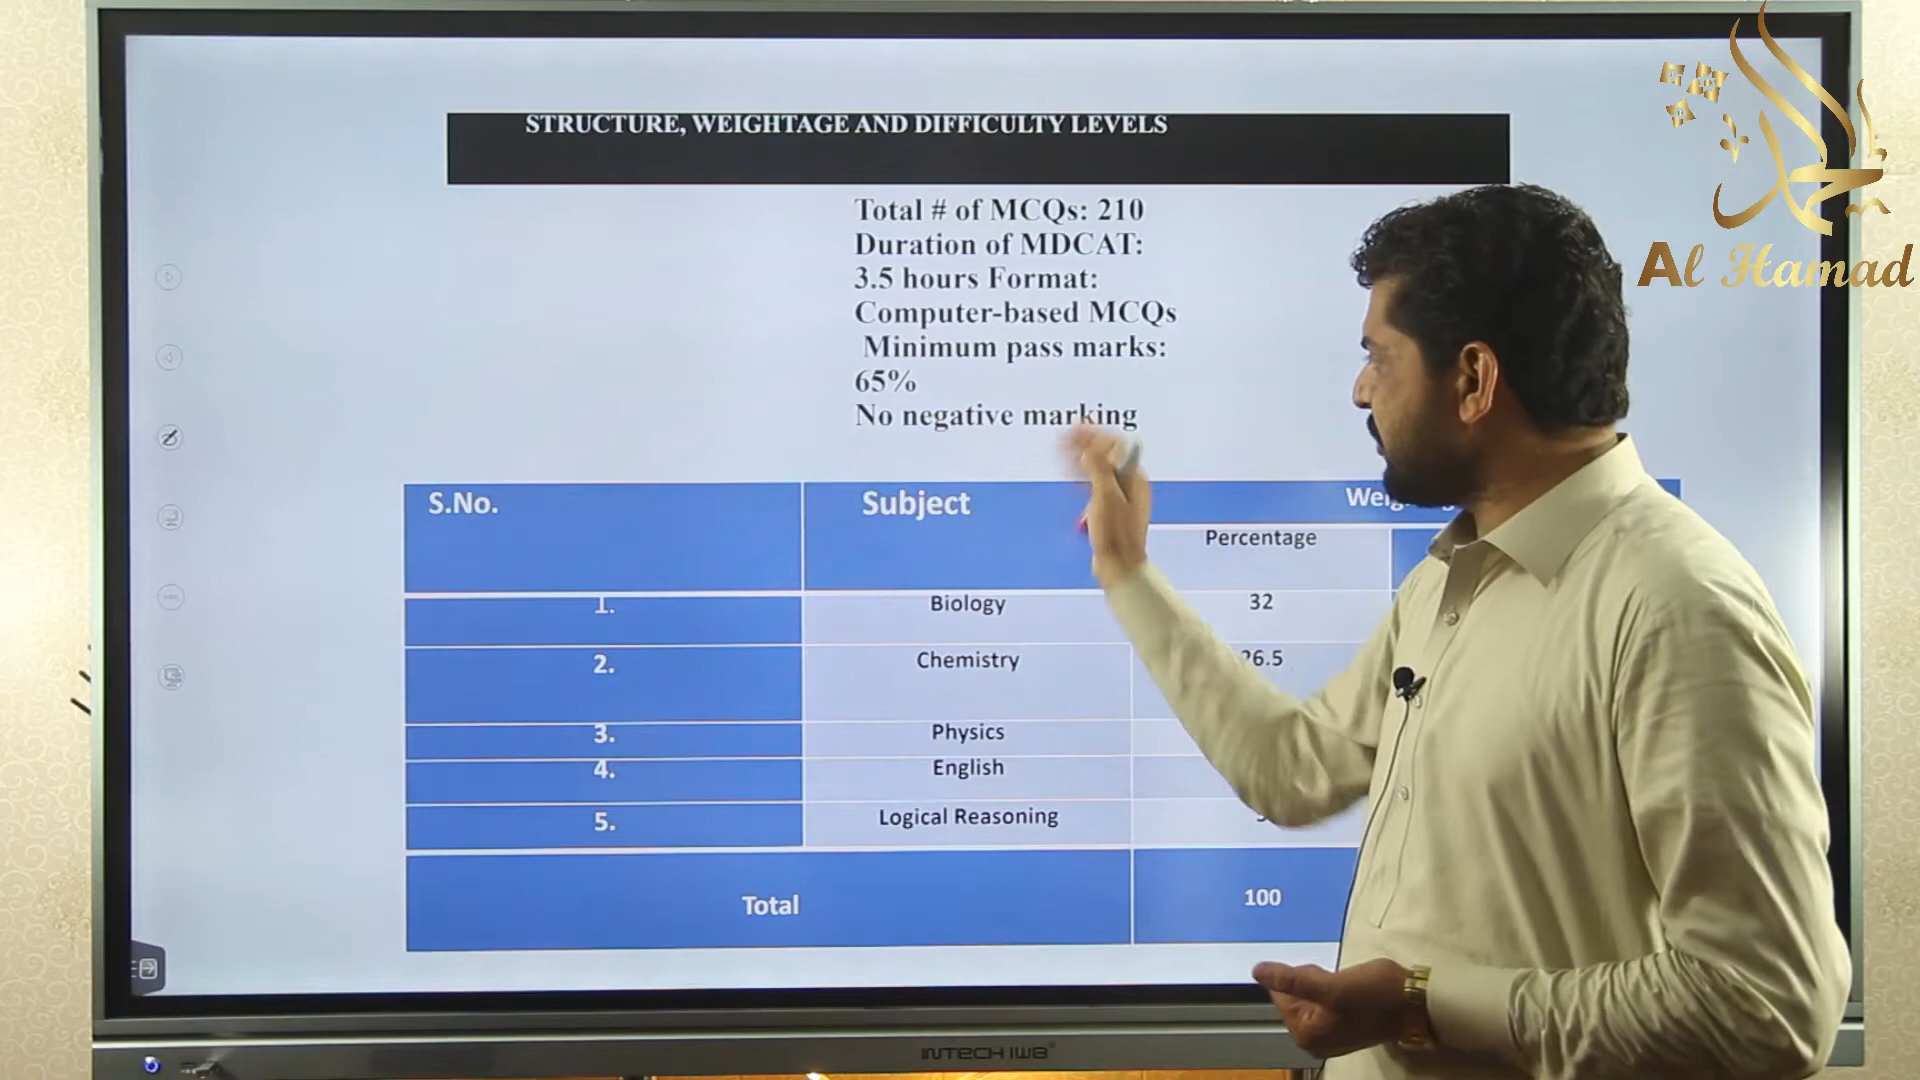 STRUCTURE, WEIGHTAGE AND DIFFICULTY LEVELS
Al Hamad
Total # of MCQs: 210
Duration of MDCAT:
3.5 hours Format:
Computer-based MCQs
Minimum pass marks:
65%
No negative marking
S.No. Subject
Percentage
1. Biology 32
2. Chemistry 26.5
3. Physics
4. English
5. Logical Reasoning
Total 100
INTECH IWB